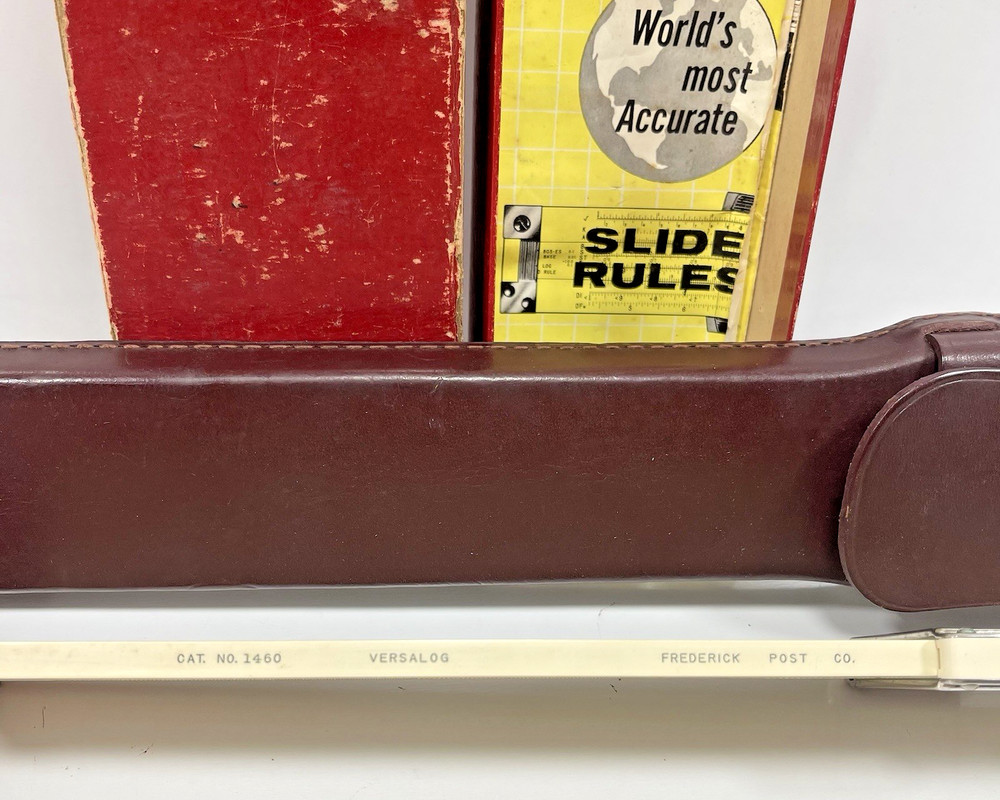 World's
most
Accurate
SLIDE
RULES
CAT. NO. 1460 VERSALOG FREDERICK POST CO.